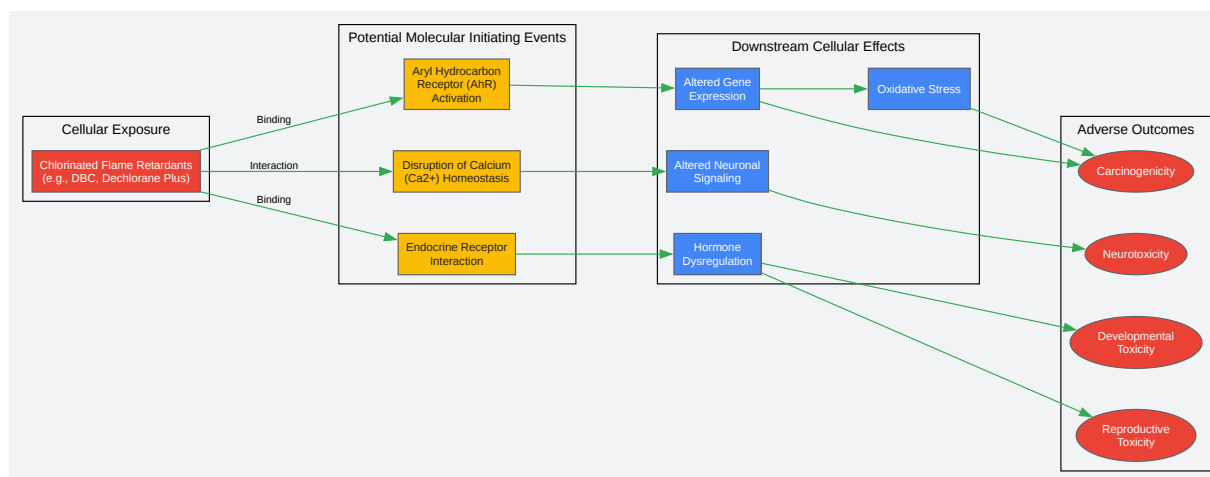 Cellular Exposure
Chlorinated Flame Retardants
(e.g., DBC, Dechlorane Plus)
Binding
Interaction
Binding
Potential Molecular Initiating Events
Aryl Hydrocarbon
Receptor (AhR)
Activation
Disruption of Calcium
(Ca2+) Homeostasis
Endocrine Receptor
Interaction
Downstream Cellular Effects
Altered Gene
Expression
Oxidative Stress
Altered Neuronal
Signaling
Hormone
Dysregulation
Adverse Outcomes
Carcinogenicity
Neurotoxicity
Developmental
Toxicity
Reproductive
Toxicity